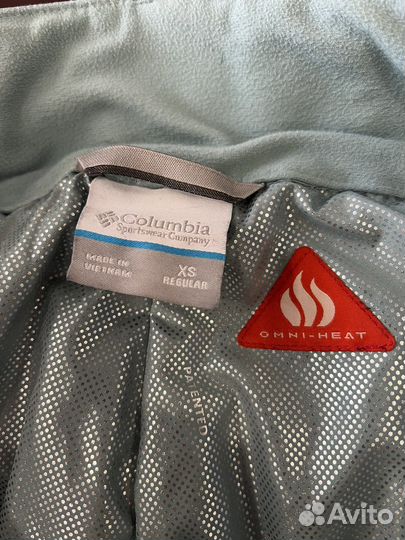 Columbia
Sportswear Company
MADE IN
VIETNAM
XS
REGULAR
OMNI-HEAT
PATENTED
Avito